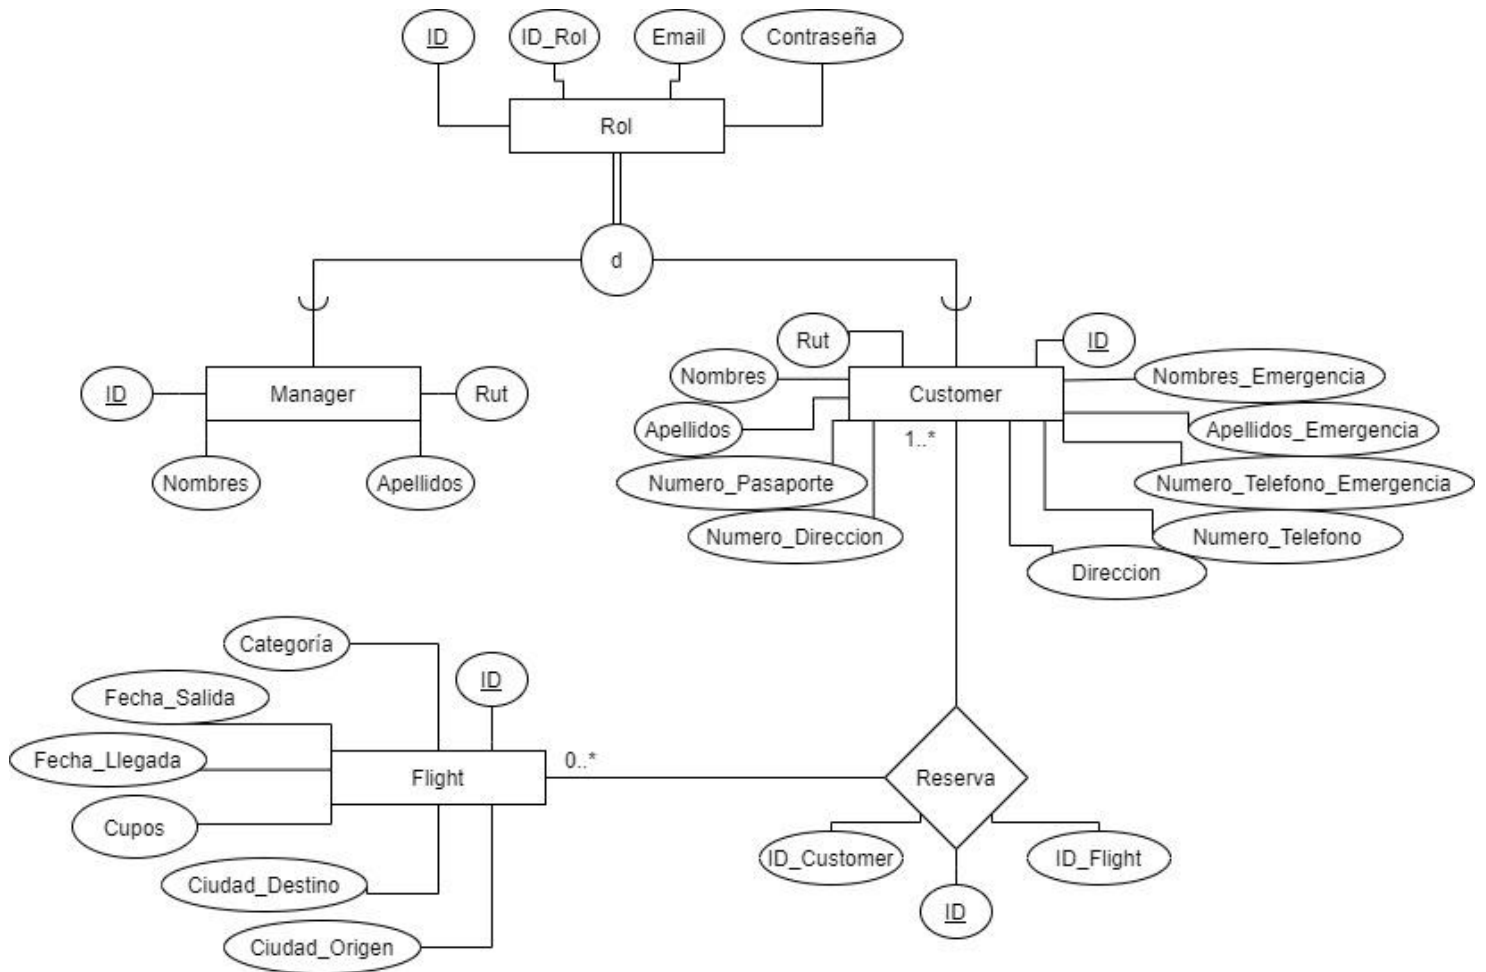 ID
ID_Rol
Email
Contraseña
Rol
d
Rut
ID
Nombres
Nombres_Emergencia
ID
Manager
Rut
Customer
Apellidos
1..*
Apellidos_Emergencia
Nombres
Apellidos
Numero_Pasaporte
Numero_Telefono_Emergencia
Numero_Direccion
Numero_Telefono
Direccion
Categoría
ID
Fecha_Salida
Fecha_Llegada
0..*
Flight
Reserva
Cupos
ID_Customer
ID_Flight
Ciudad_Destino
ID
Ciudad_Origen